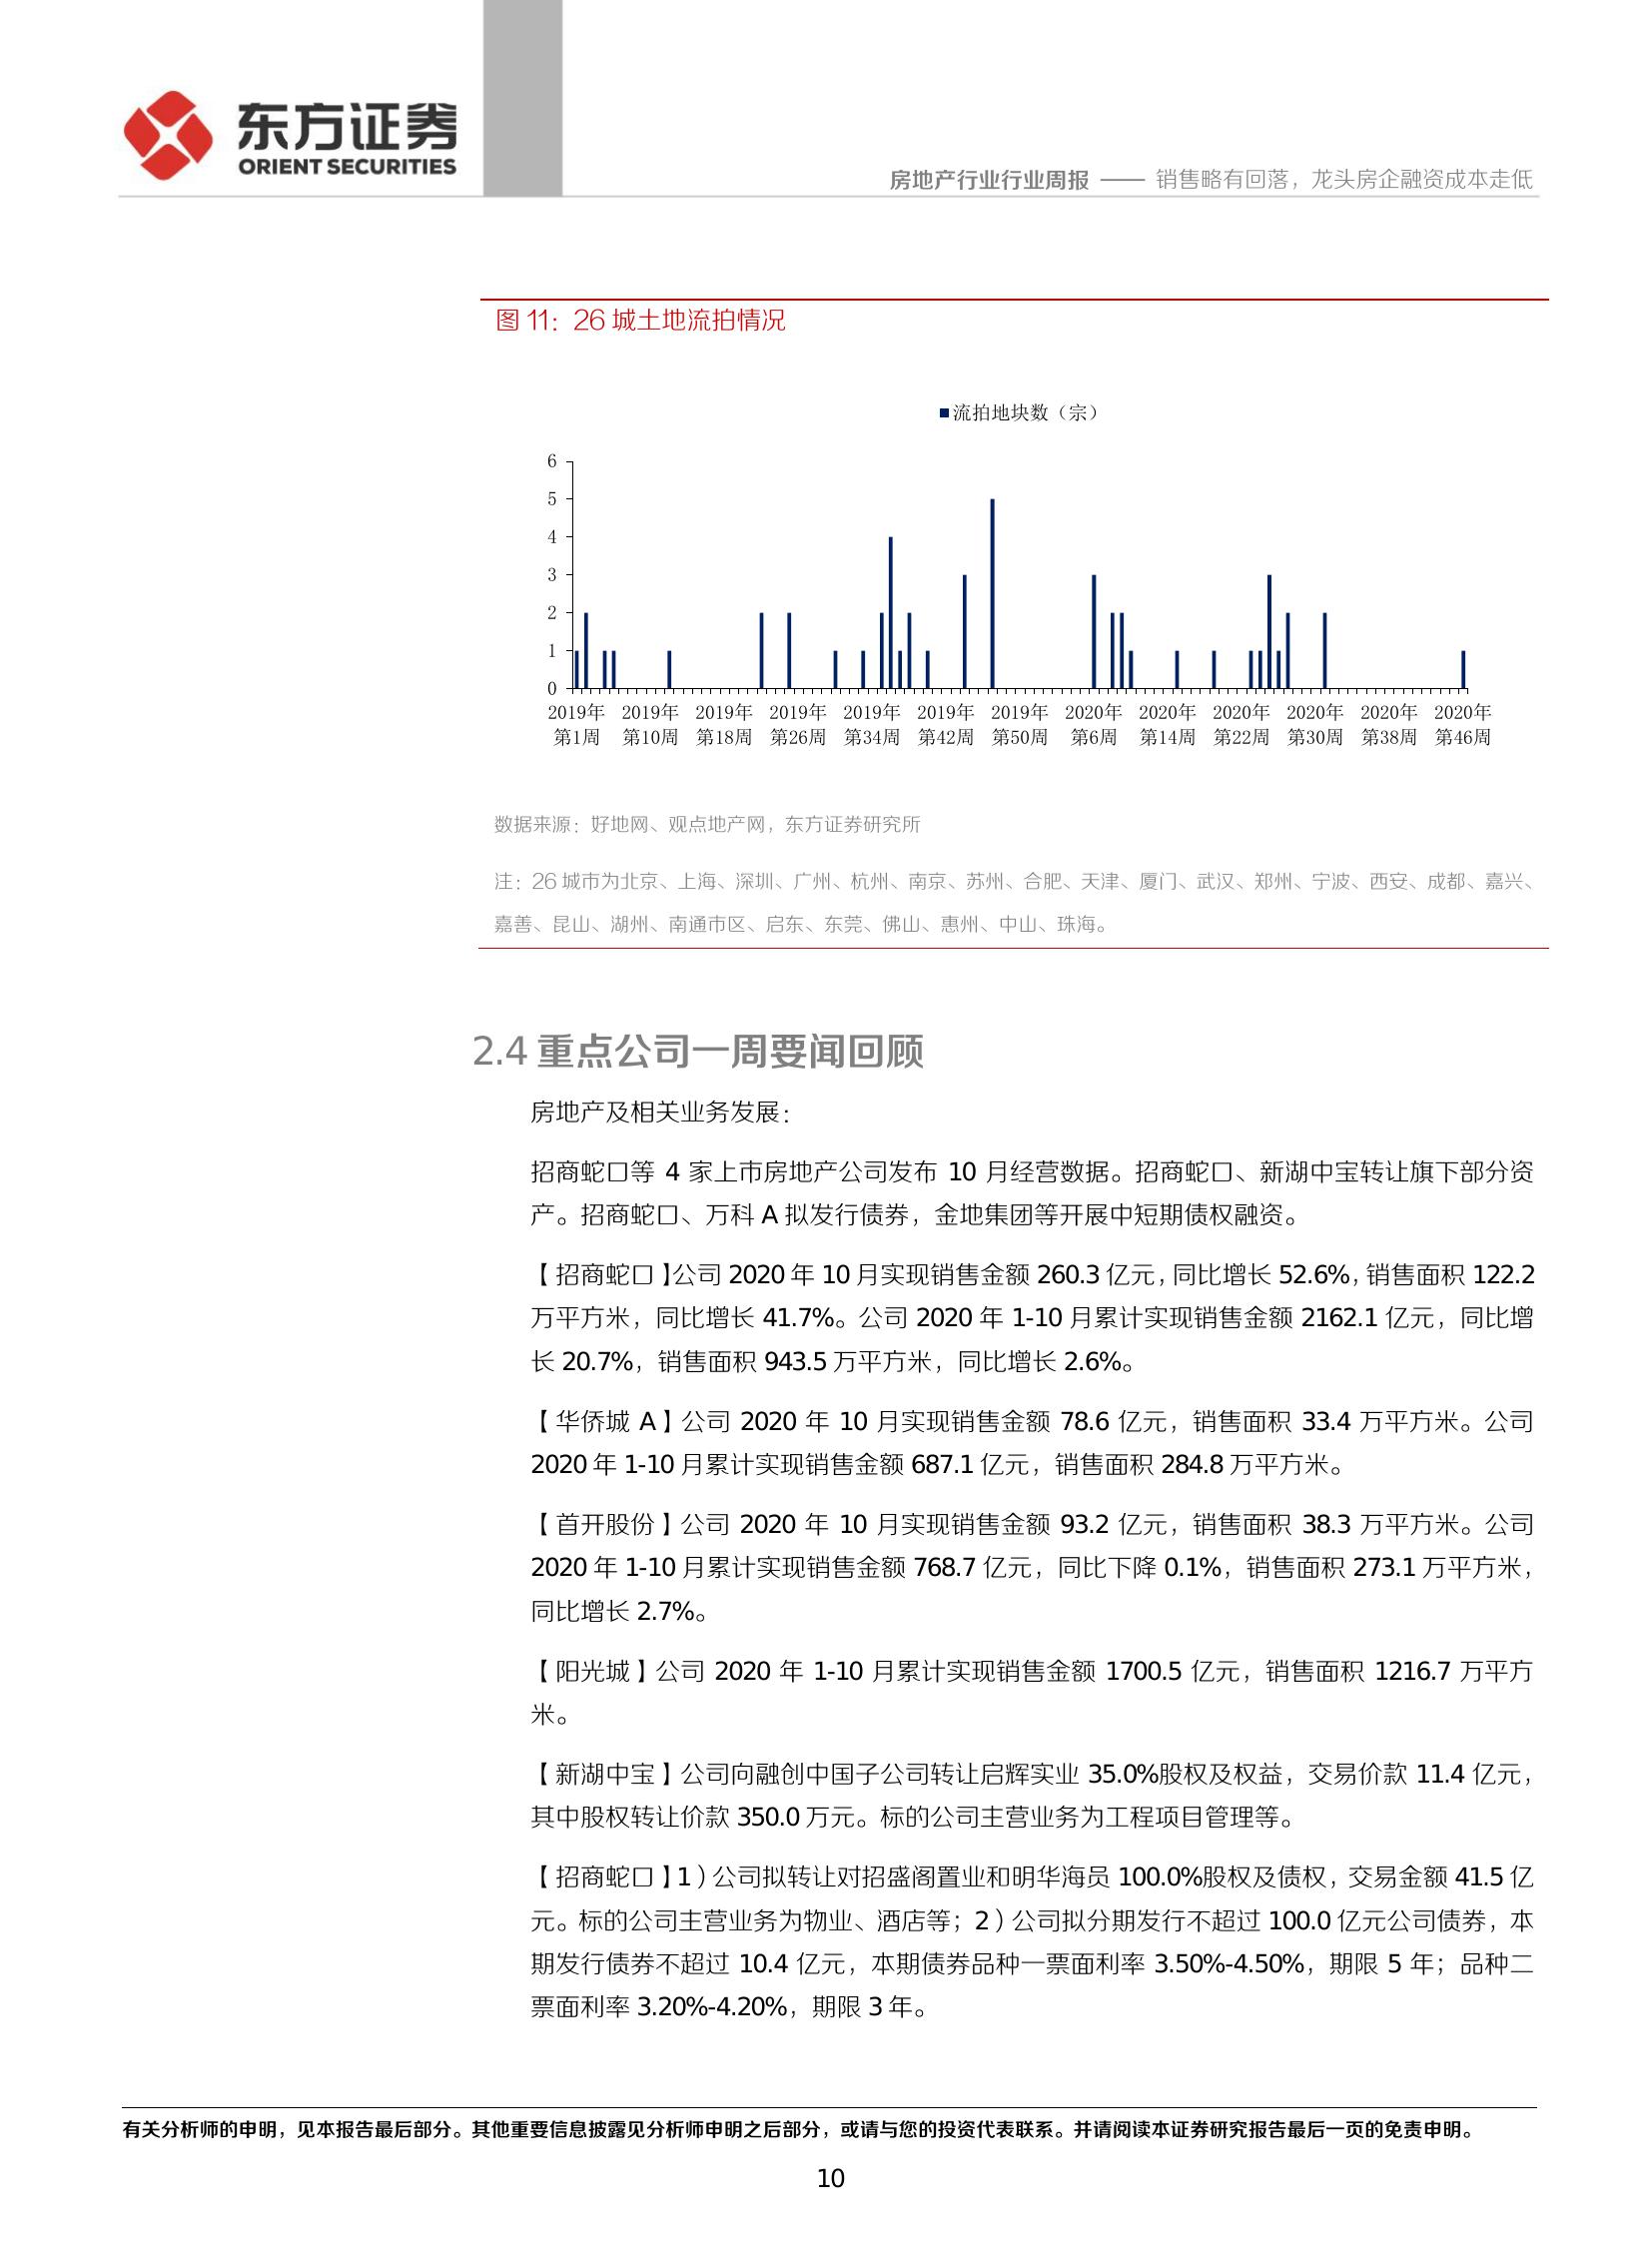 东方证券
ORIENT SECURITIES
房地产行业行业周报 —— 销售略有回落，龙头房企融资成本走低
图 11：26 城土地流拍情况
流拍地块数（宗）
6
5
4
3
2
1
0
2019年 2019年 2019年 2019年 2019年 2019年 2019年 2020年 2020年 2020年 2020年 2020年 2020年
第1周 第10周 第18周 第26周 第34周 第42周 第50周 第6周 第14周 第22周 第30周 第38周 第46周
数据来源：好地网、观点地产网，东方证券研究所
注：26 城市为北京、上海、深圳、广州、杭州、南京、苏州、合肥、天津、厦门、武汉、郑州、宁波、西安、成都、嘉兴、
嘉善、昆山、湖州、南通市区、启东、东莞、佛山、惠州、中山、珠海。
2.4 重点公司一周要闻回顾
房地产及相关业务发展：
招商蛇口等 4 家上市房地产公司发布 10 月经营数据。招商蛇口、新湖中宝转让旗下部分资
产。招商蛇口、万科 A 拟发行债券，金地集团等开展中短期债权融资。
【招商蛇口】公司 2020 年 10 月实现销售金额 260.3 亿元，同比增长 52.6%，销售面积 122.2
万平方米，同比增长 41.7%。公司 2020 年 1-10 月累计实现销售金额 2162.1 亿元，同比增
长 20.7%，销售面积 943.5 万平方米，同比增长 2.6%。
【华侨城 A】公司 2020 年 10 月实现销售金额 78.6 亿元，销售面积 33.4 万平方米。公司
2020 年 1-10 月累计实现销售金额 687.1 亿元，销售面积 284.8 万平方米。
【首开股份】公司 2020 年 10 月实现销售金额 93.2 亿元，销售面积 38.3 万平方米。公司
2020 年 1-10 月累计实现销售金额 768.7 亿元，同比下降 0.1%，销售面积 273.1 万平方米，
同比增长 2.7%。
【阳光城】公司 2020 年 1-10 月累计实现销售金额 1700.5 亿元，销售面积 1216.7 万平方
米。
【新湖中宝】公司向融创中国子公司转让启辉实业 35.0%股权及权益，交易价款 11.4 亿元，
其中股权转让价款 350.0 万元。标的公司主营业务为工程项目管理等。
【招商蛇口】1）公司拟转让对招盛阁置业和明华海员 100.0%股权及债权，交易金额 41.5 亿
元。标的公司主营业务为物业、酒店等；2）公司拟分期发行不超过 100.0 亿元公司债券，本
期发行债券不超过 10.4 亿元，本期债券品种一票面利率 3.50%-4.50%，期限 5 年；品种二
票面利率 3.20%-4.20%，期限 3 年。
有关分析师的申明，见本报告最后部分。其他重要信息披露见分析师申明之后部分，或请与您的投资代表联系。并请阅读本证券研究报告最后一页的免责申明。
10